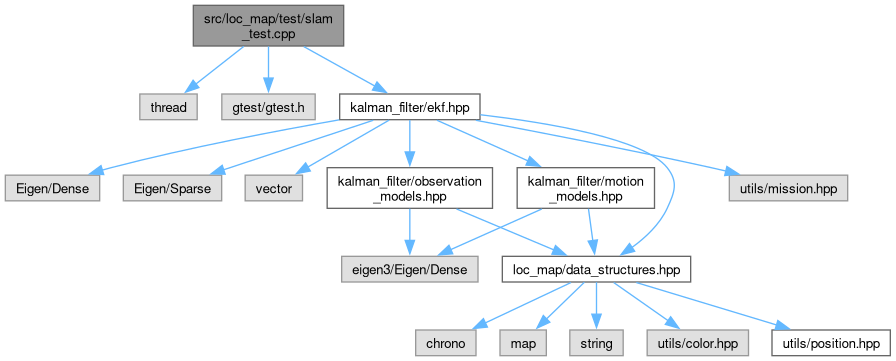 src/loc_map/test/slam
_test.cpp
thread
gtest/gtest.h
kalman_filter/ekf.hpp
Eigen/Dense
Eigen/Sparse
vector
kalman_filter/observation
_models.hpp
kalman_filter/motion
_models.hpp
utils/mission.hpp
eigen3/Eigen/Dense
loc_map/data_structures.hpp
chrono
map
string
utils/color.hpp
utils/position.hpp